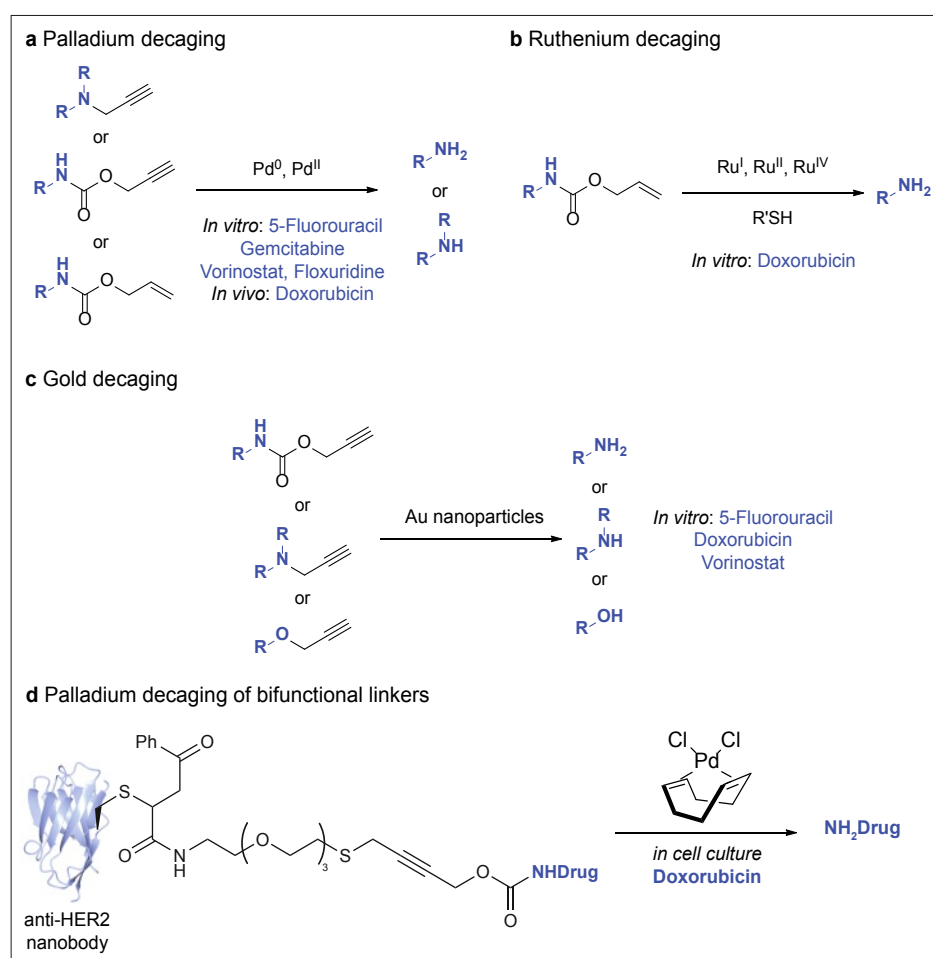 a Palladium decaging
R
N
R
or
H
N
R
O
O
or
H
N
R
O
O
Pd⁰, Pdᴵᴵ
In vitro: 5-Fluorouracil
Gemcitabine
Vorinostat, Floxuridine
In vivo: Doxorubicin
R NH₂
or
R
NH
R
b Ruthenium decaging
H
N
R
O
O
Ruᴵ, Ruᴵᴵ, Ruᴵⱽ
R'SH
In vitro: Doxorubicin
R NH₂
c Gold decaging
H
N
R
O
O
or
R
N
R
or
O
R
Au nanoparticles
R NH₂
or
R
NH
R
or
R OH
In vitro: 5-Fluorouracil
Doxorubicin
Vorinostat
d Palladium decaging of bifunctional linkers
Ph
O
S
O
N
H
O
3
S
O
O
NHDrug
anti-HER2
nanobody
Cl Cl
Pd
in cell culture
Doxorubicin
NH₂Drug